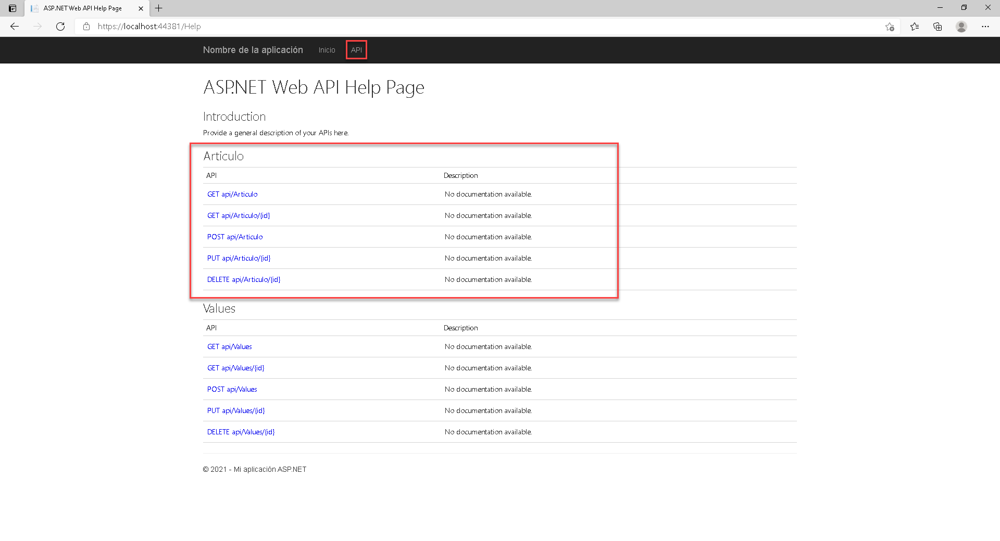 ASP.NET Web API Help Page
https://localhost:44381/Help
Nombre de la aplicación Inicio API
ASP.NET Web API Help Page
Introduction
Provide a general description of your APIs here.
Articulo
API Description
GET api/Articulo No documentation available.
GET api/Articulo/{id} No documentation available.
POST api/Articulo No documentation available.
PUT api/Articulo/{id} No documentation available.
DELETE api/Articulo/{id} No documentation available.
Values
API Description
GET api/Values No documentation available.
GET api/Values/{id} No documentation available.
POST api/Values No documentation available.
PUT api/Values/{id} No documentation available.
DELETE api/Values/{id} No documentation available.
© 2021 - Mi aplicación ASP.NET